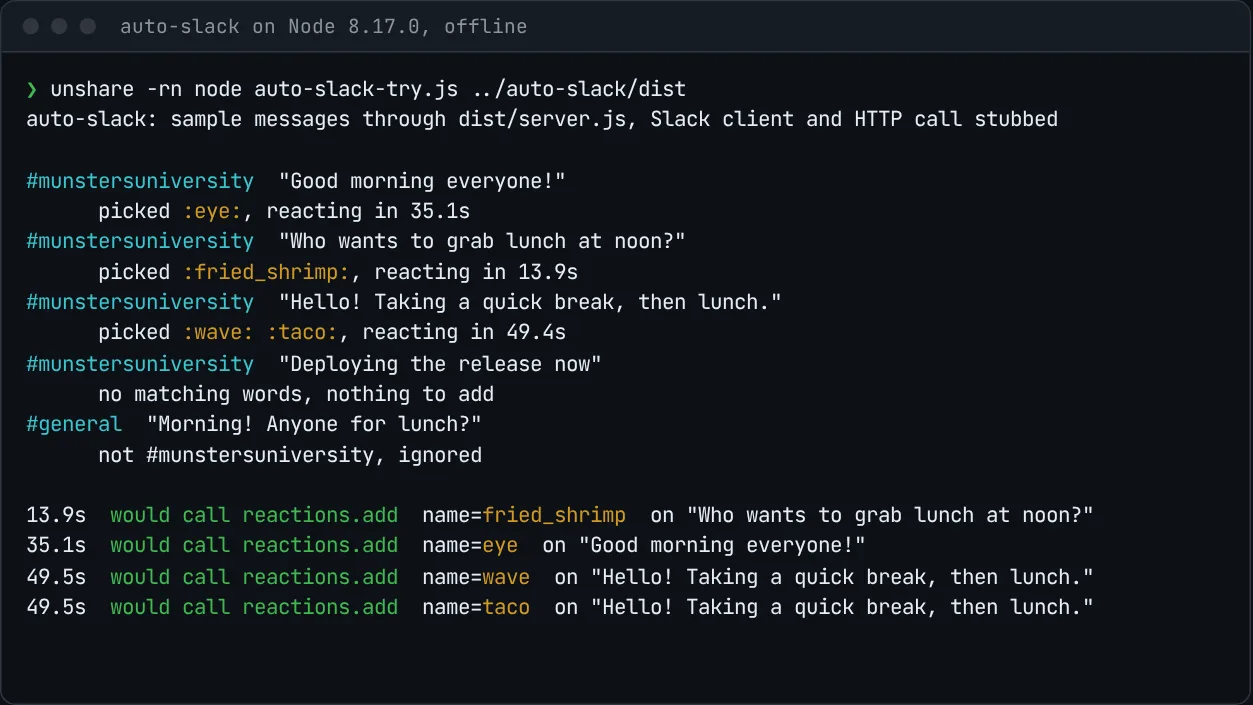 auto-slack on Node 8.17.0, offline
❯ unshare -rn node auto-slack-try.js ../auto-slack/dist
auto-slack: sample messages through dist/server.js, Slack client and HTTP call stubbed
#munstersuniversity  "Good morning everyone!"
picked :eye:, reacting in 35.1s
#munstersuniversity  "Who wants to grab lunch at noon?"
picked :fried_shrimp:, reacting in 13.9s
#munstersuniversity  "Hello! Taking a quick break, then lunch."
picked :wave: :taco:, reacting in 49.4s
#munstersuniversity  "Deploying the release now"
no matching words, nothing to add
#general  "Morning! Anyone for lunch?"
not #munstersuniversity, ignored
13.9s  would call reactions.add  name=fried_shrimp  on "Who wants to grab lunch at noon?"
35.1s  would call reactions.add  name=eye  on "Good morning everyone!"
49.5s  would call reactions.add  name=wave  on "Hello! Taking a quick break, then lunch."
49.5s  would call reactions.add  name=taco  on "Hello! Taking a quick break, then lunch."